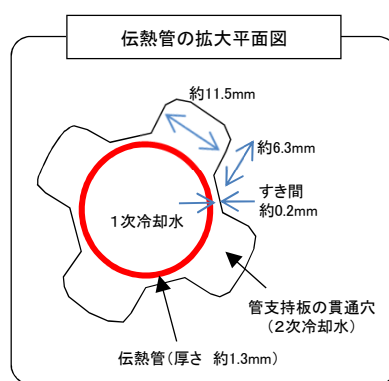 伝熱管の拡大平面図
約11.5mm
約6.3mm
すき間
約0.2mm
1次冷却水
管支持板の貫通穴
(2次冷却水)
伝熱管(厚さ 約1.3mm)